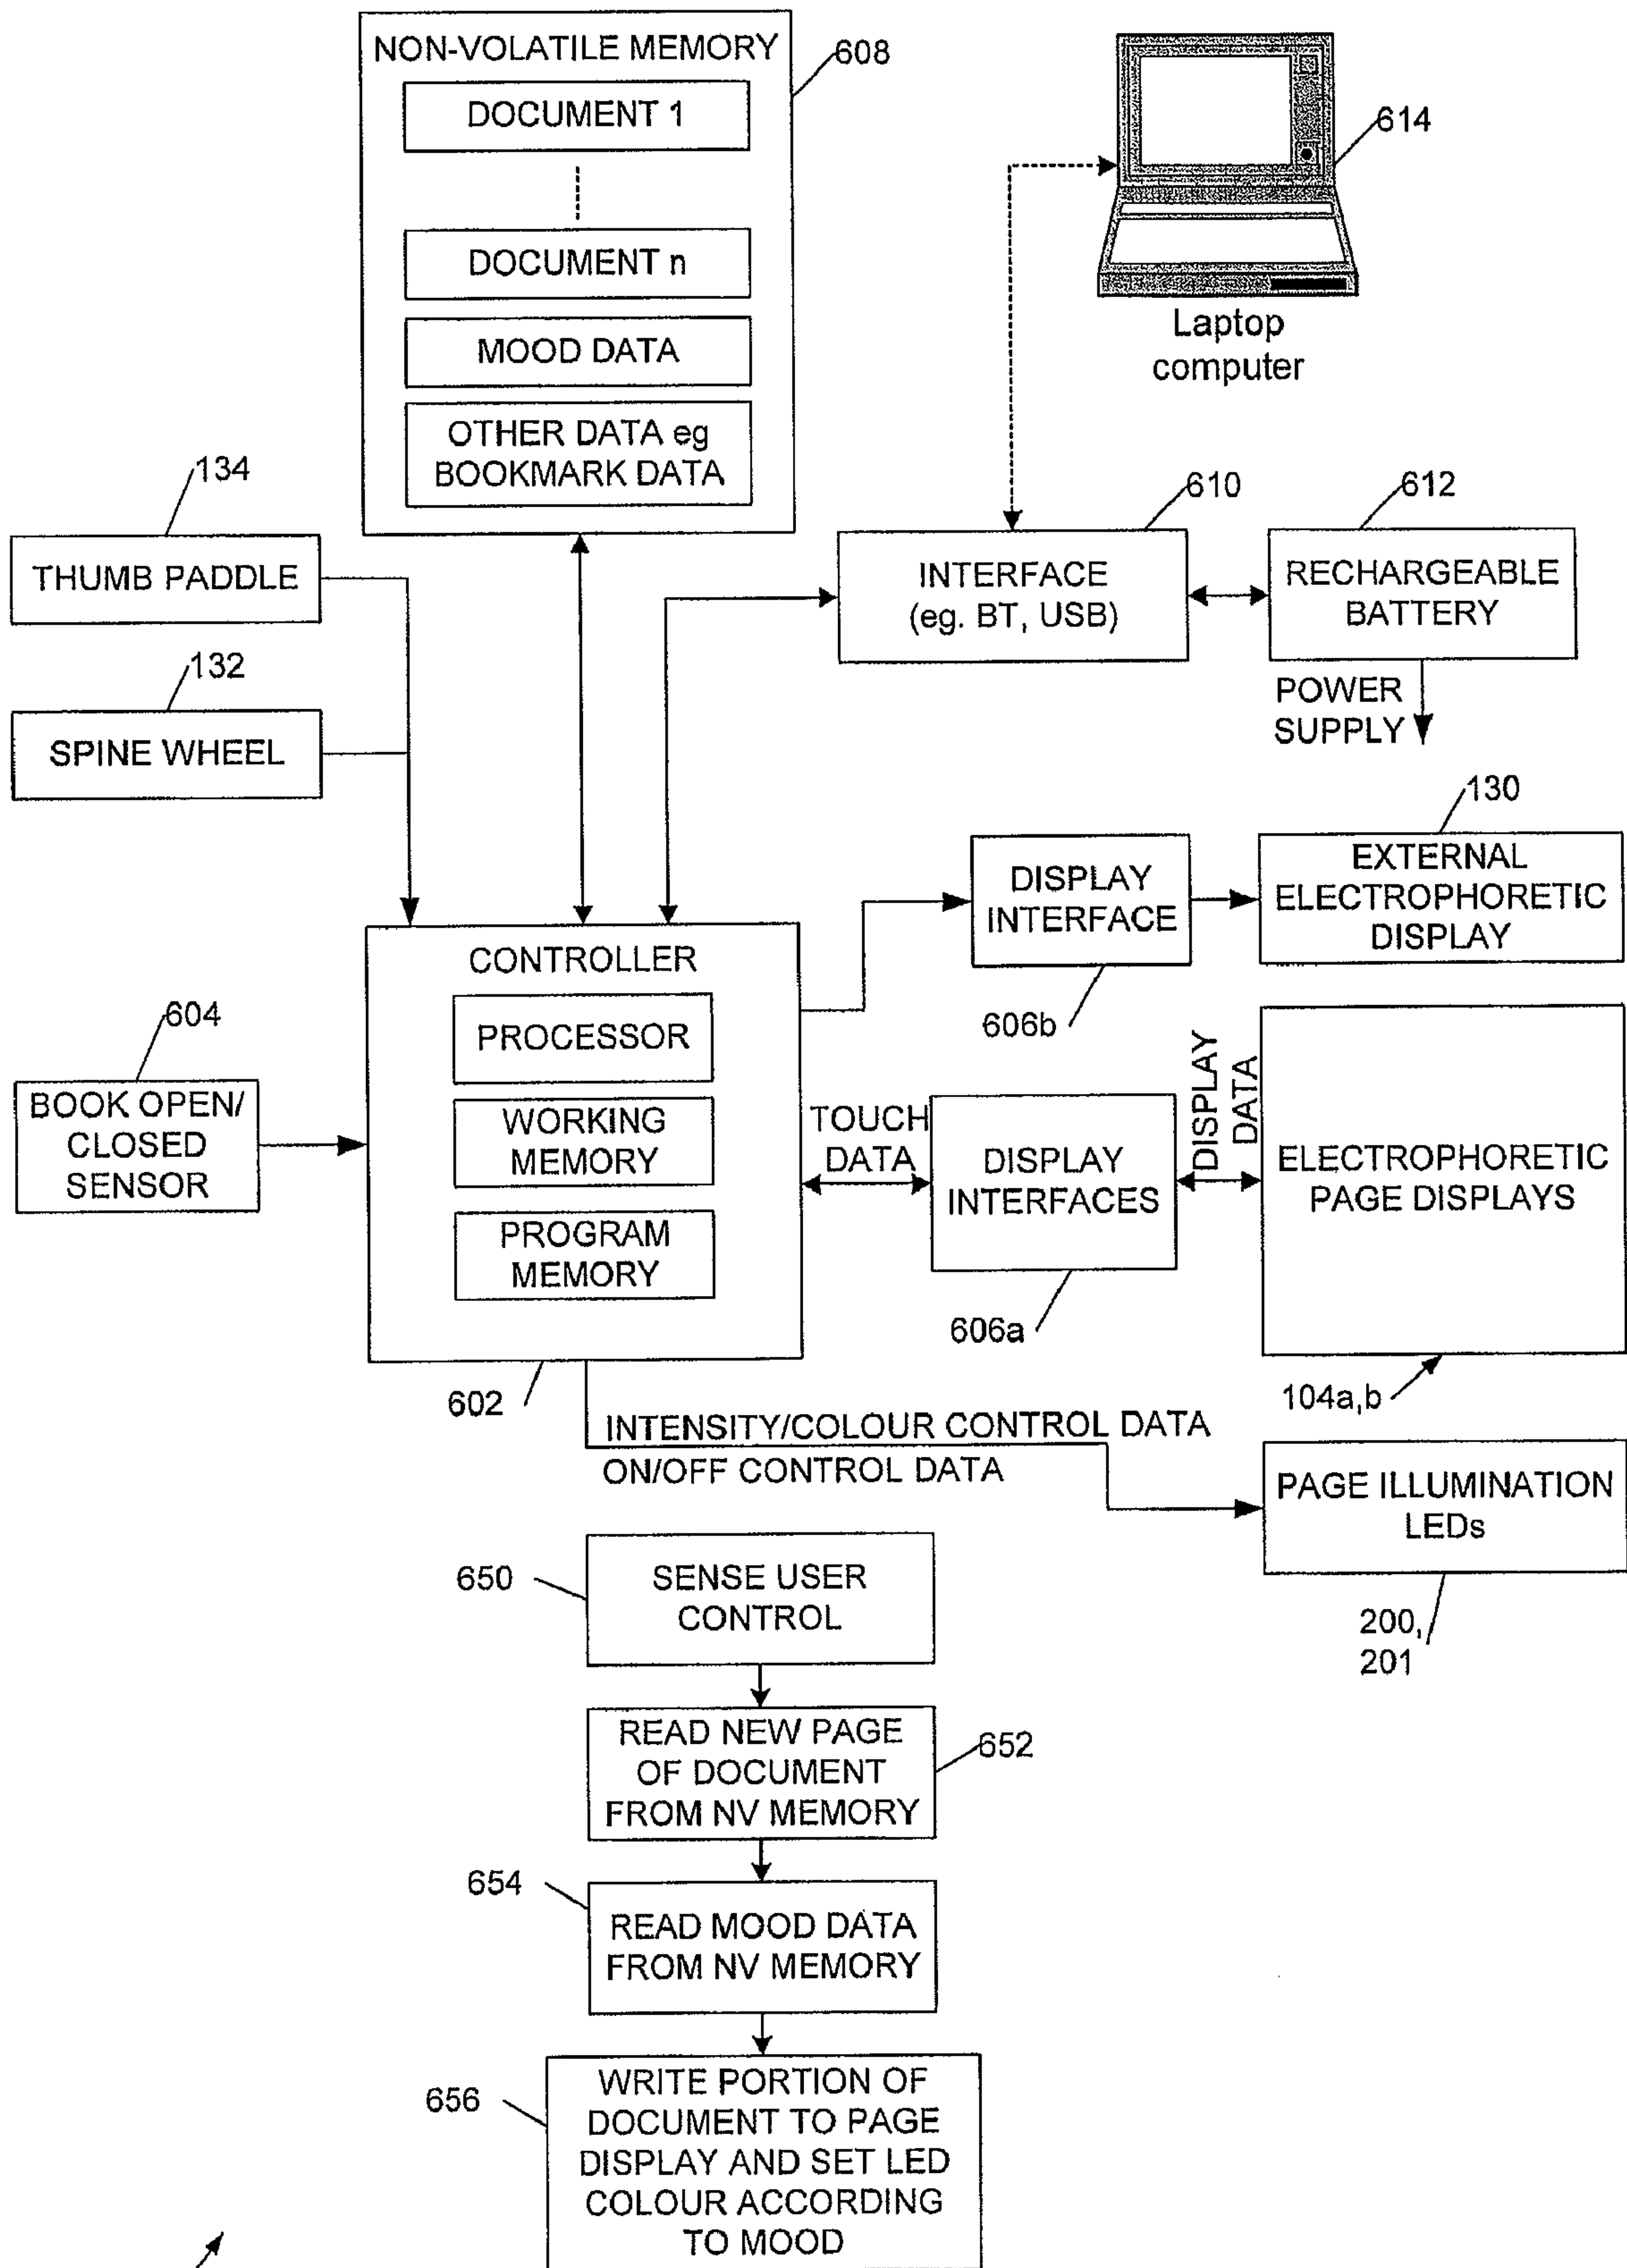 NON-VOLATILE MEMORY
608
DOCUMENT 1
DOCUMENT n
MOOD DATA
OTHER DATA eg
BOOKMARK DATA
614
Laptop
computer
134
THUMB PADDLE
132
SPINE WHEEL
610
INTERFACE
(eg. BT, USB)
612
RECHARGEABLE
BATTERY
POWER
SUPPLY
130
DISPLAY
INTERFACE
606b
EXTERNAL
ELECTROPHORETIC
DISPLAY
604
BOOK OPEN/
CLOSED
SENSOR
CONTROLLER
PROCESSOR
WORKING
MEMORY
PROGRAM
MEMORY
602
TOUCH
DATA
DISPLAY
INTERFACES
606a
DISPLAY
DATA
ELECTROPHORETIC
PAGE DISPLAYS
104a,b
INTENSITY/COLOUR CONTROL DATA
ON/OFF CONTROL DATA
PAGE ILLUMINATION
LEDs
200,
201
650
SENSE USER
CONTROL
READ NEW PAGE
OF DOCUMENT
FROM NV MEMORY
652
654
READ MOOD DATA
FROM NV MEMORY
656
WRITE PORTION OF
DOCUMENT TO PAGE
DISPLAY AND SET LED
COLOUR ACCORDING
TO MOOD